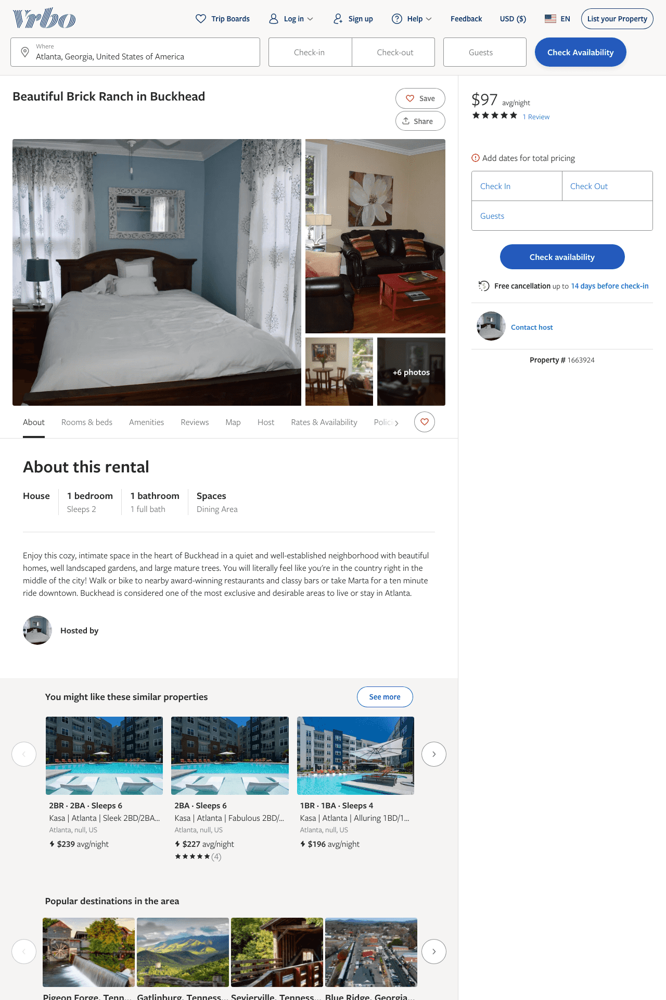 Vrbo
Trip Boards
Log in
Sign up
Help
Feedback
USD ($)
EN
List your Property
Where
Atlanta, Georgia, United States of America
Check-in
Check-out
Guests
Check Availability
Beautiful Brick Ranch in Buckhead
Save
Share
+6 photos
$97 avg/night
1 Review
Add dates for total pricing
Check In
Check Out
Guests
Check availability
Free cancellation up to 14 days before check-in
Contact host
Property # 1663924
About
Rooms & beds
Amenities
Reviews
Map
Host
Rates & Availability
Polici
About this rental
House
1 bedroom
Sleeps 2
1 bathroom
1 full bath
Spaces
Dining Area
Enjoy this cozy, intimate space in the heart of Buckhead in a quiet and well-established neighborhood with beautiful
homes, well landscaped gardens, and large mature trees. You will literally feel like you're in the country right in the
middle of the city! Walk or bike to nearby award-winning restaurants and classy bars or take Marta for a ten minute
ride downtown. Buckhead is considered one of the most exclusive and desirable areas to live or stay in Atlanta.
Hosted by
You might like these similar properties
See more
2BR · 2BA · Sleeps 6
Kasa | Atlanta | Sleek 2BD/2BA...
Atlanta, null, US
$239 avg/night
2BA · Sleeps 6
Kasa | Atlanta | Fabulous 2BD/...
Atlanta, null, US
$227 avg/night
(4)
1BR · 1BA · Sleeps 4
Kasa | Atlanta | Alluring 1BD/1...
Atlanta, null, US
$196 avg/night
Popular destinations in the area
Pigeon Forge, Tenn...
Gatlinburg, Tenness...
Sevierville, Tenness...
Blue Ridge, Georgia...